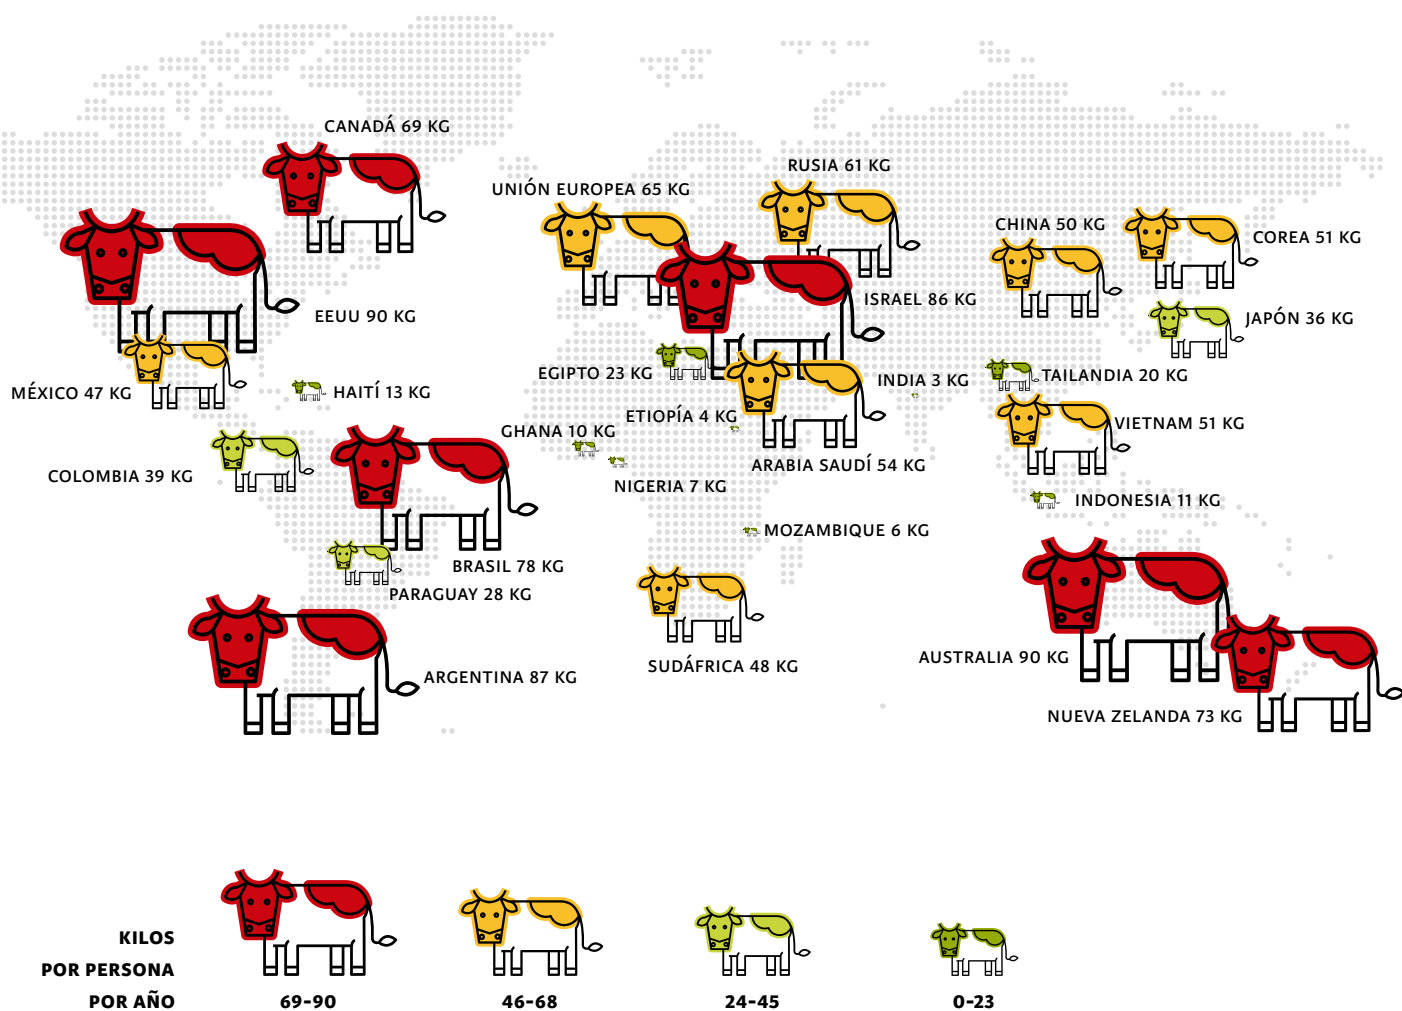 CANADÁ 69 KG
RUSIA 61 KG
UNIÓN EUROPEA 65 KG
CHINA 50 KG
COREA 51 KG
ISRAEL 86 KG
EEUU 90 KG
JAPÓN 36 KG
EGIPTO 23 KG
TAILANDIA 20 KG
INDIA 3 KG
MÉXICO 47 KG
HAITÍ 13 KG
ETIOPÍA 4 KG
VIETNAM 51 KG
GHANA 10 KG
ARABIA SAUDÍ 54 KG
COLOMBIA 39 KG
NIGERIA 7 KG
INDONESIA 11 KG
MOZAMBIQUE 6 KG
BRASIL 78 KG
PARAGUAY 28 KG
AUSTRALIA 90 KG
SUDÁFRICA 48 KG
ARGENTINA 87 KG
NUEVA ZELANDA 73 KG
KILOS
POR PERSONA
POR AÑO
69-90
46-68
24-45
0-23